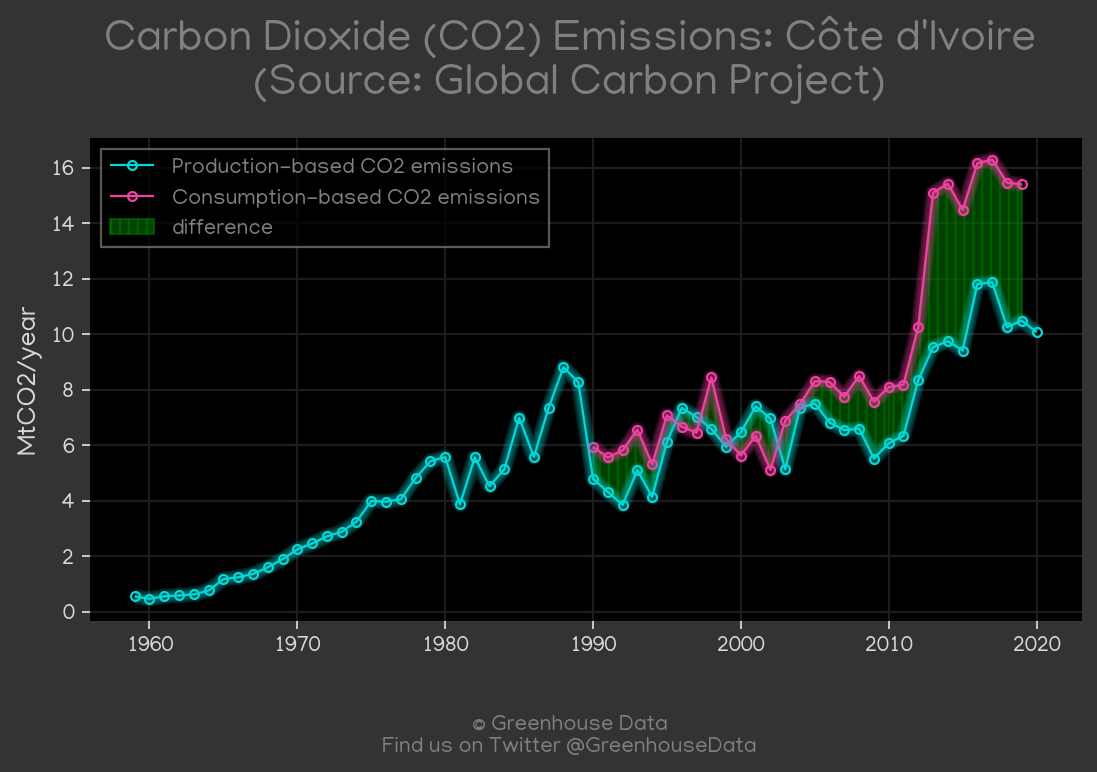 Carbon Dioxide (CO2) Emissions: Côte d'Ivoire
(Source: Global Carbon Project)
Production-based CO2 emissions
Consumption-based CO2 emissions
difference
MtCO2/year
16
14
12
10
8
6
4
2
0
1960 1970 1980 1990 2000 2010 2020
© Greenhouse Data
Find us on Twitter @GreenhouseData